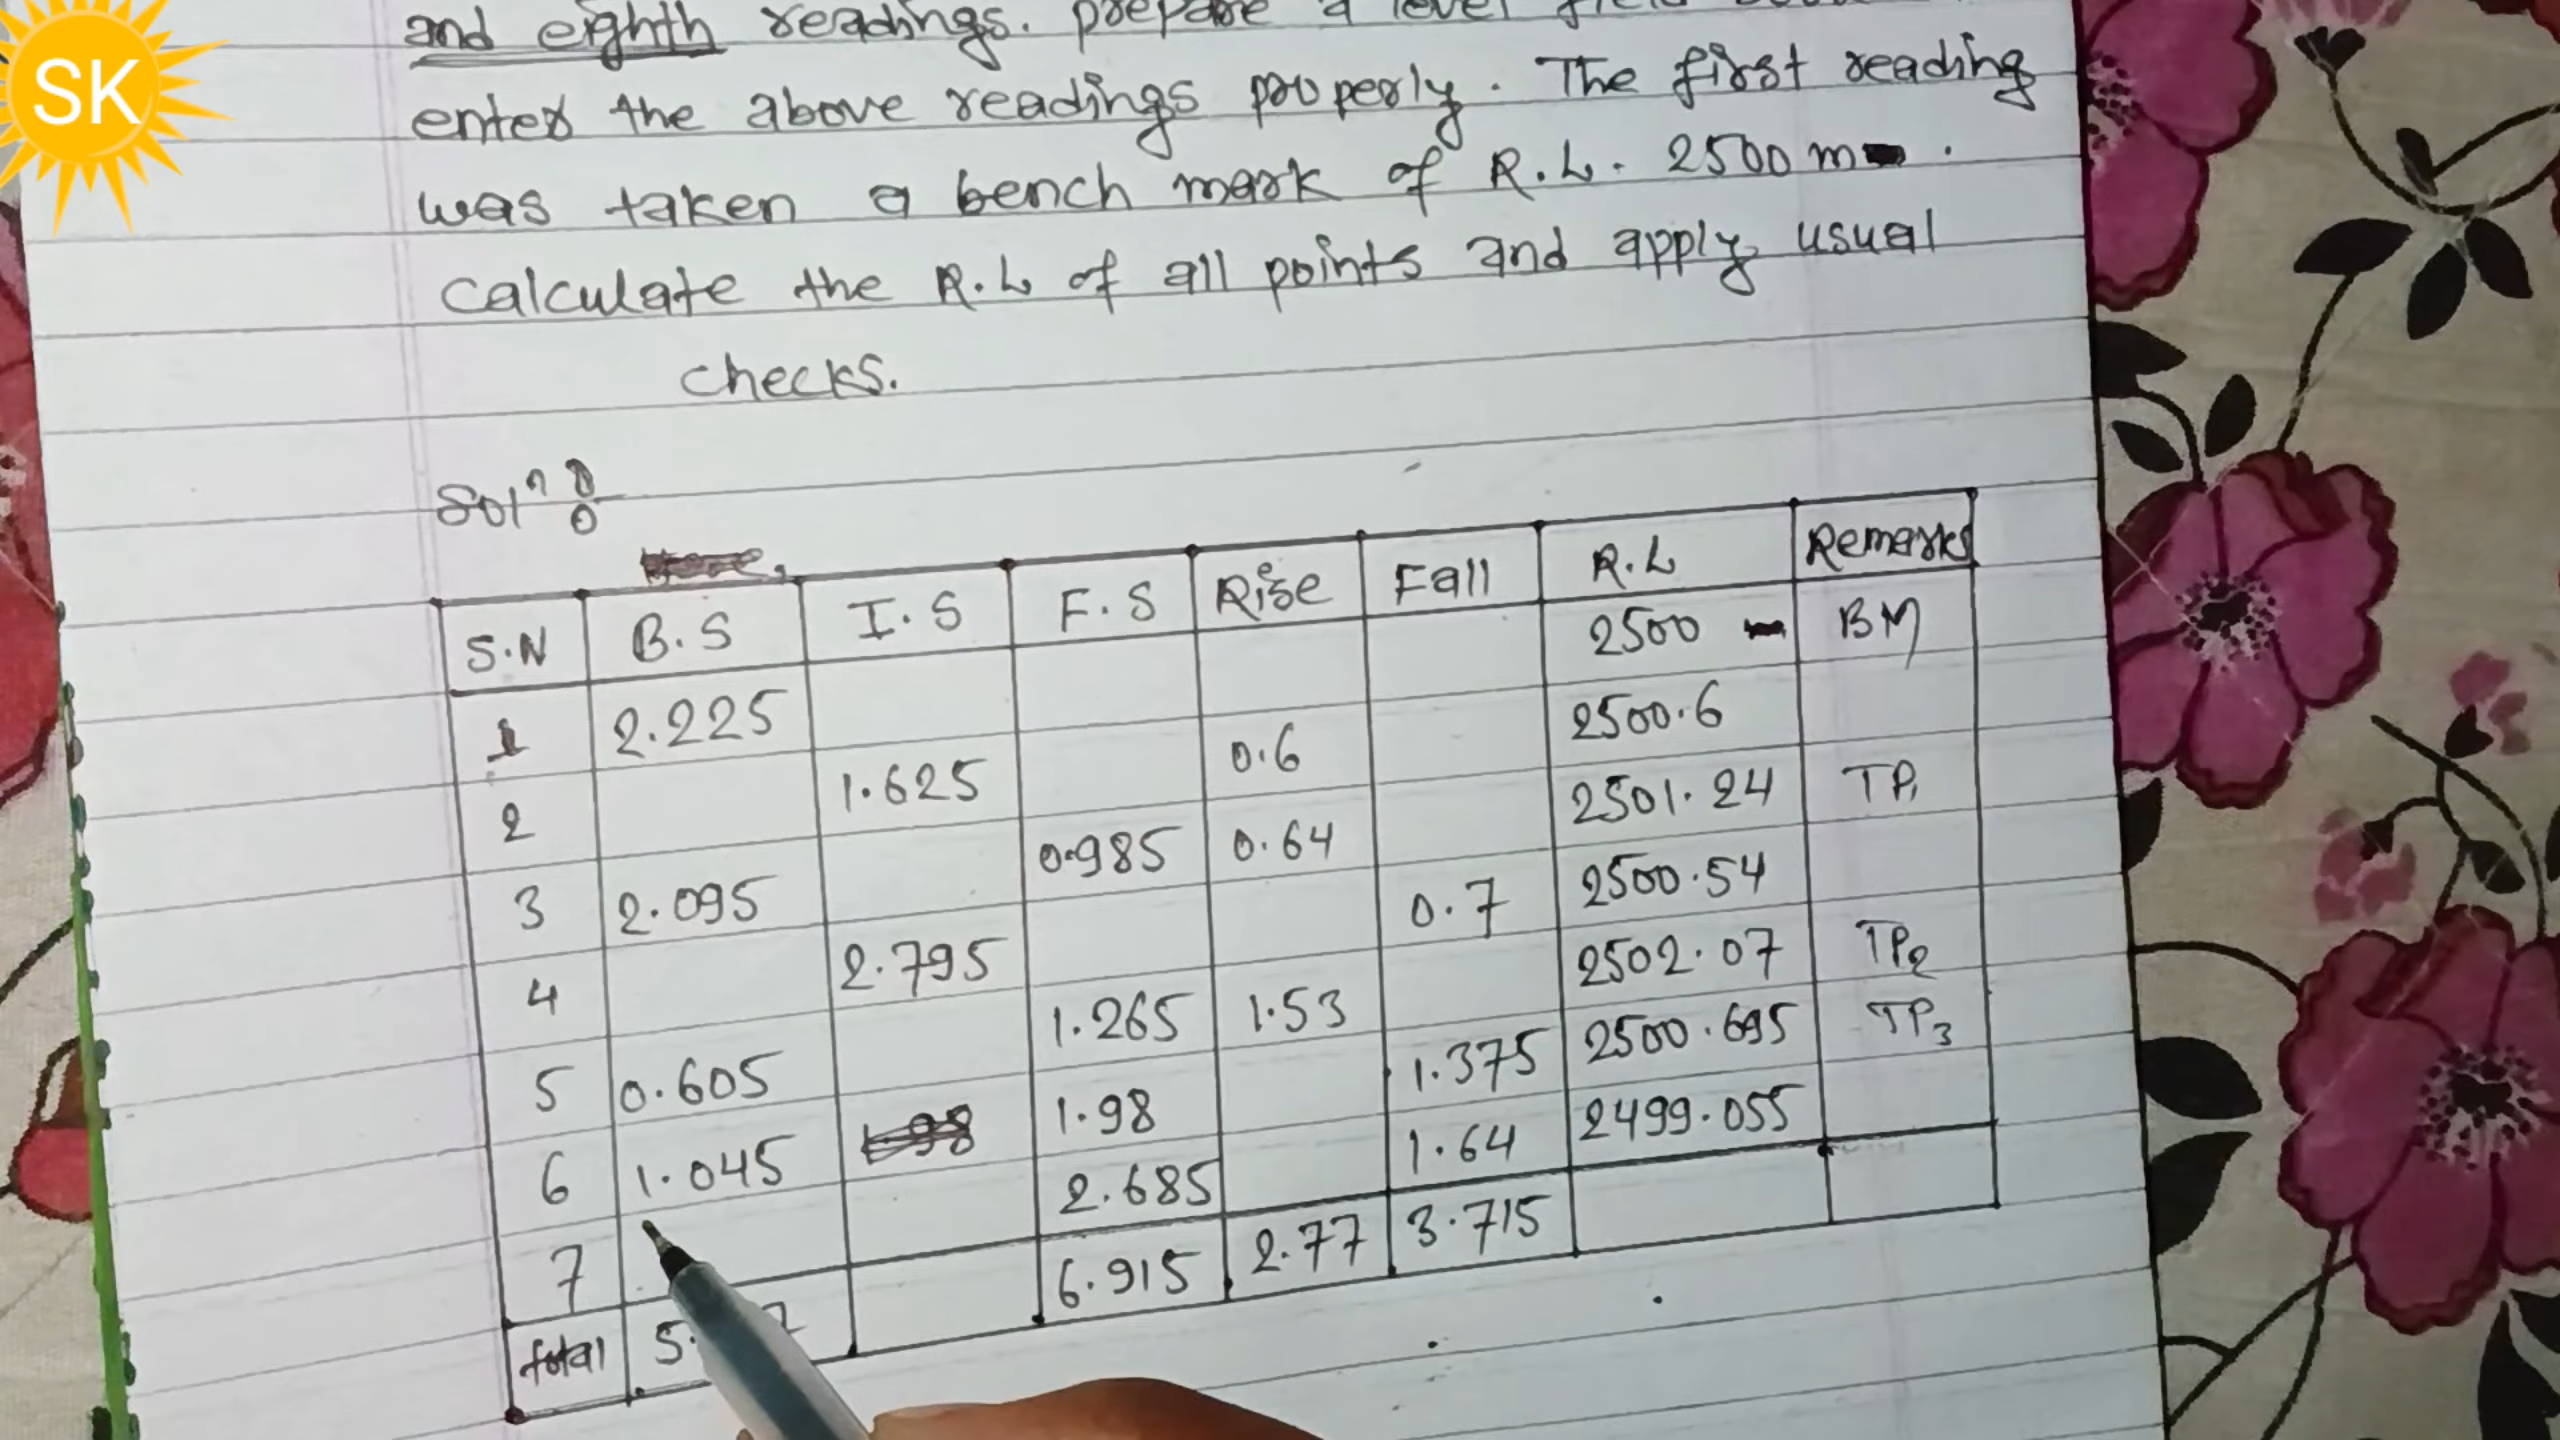 SK
and eighth readings. prepare a level field
enter the above readings properly. The first reading
was taken a bench mark of R.L. 2500 m .
calculate the R.L of all points and apply usual
checks.
Solⁿ :
S.N B.S I.S F.S Rise Fall R.L Remarks
1 2.225 2500 BM
2 1.625 0.6 2500.6
3 2.095 0.985 0.64 2501.24 TP₁
4 2.795 0.7 2500.54
5 0.605 1.265 1.53 2502.07 TP₂
6 1.045 1.98 1.375 2500.695 TP₃
7 2.685 1.64 2499.055
total 6.915 2.77 3.715